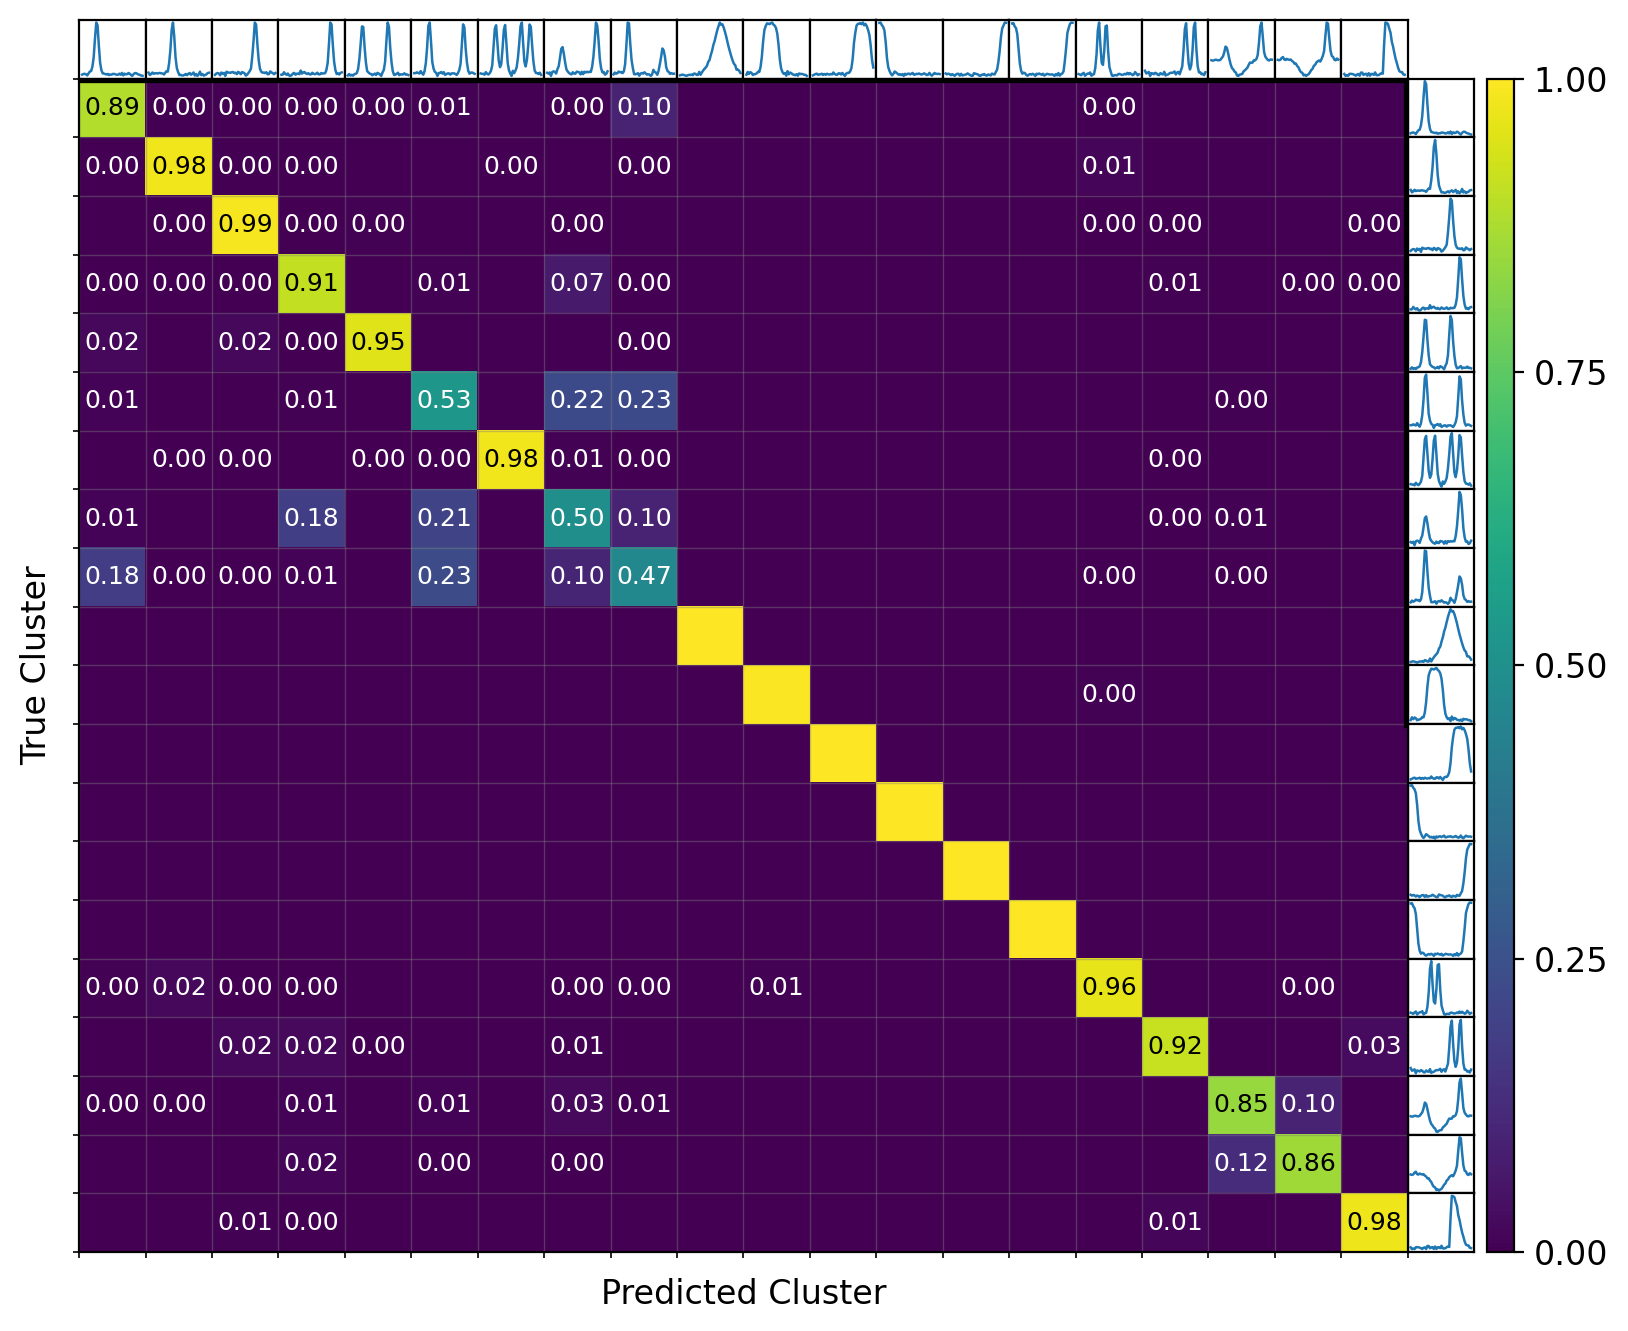 1.00
0.89 0.00 0.00 0.00 0.00 0.01 0.00 0.10 0.00
0.00 0.98 0.00 0.00 0.00 0.00 0.01
0.00 0.99 0.00 0.00 0.00 0.00 0.00 0.00
0.00 0.00 0.00 0.91 0.01 0.07 0.00 0.01 0.00 0.00
0.02 0.02 0.00 0.95 0.00
0.75
0.01 0.01 0.53 0.22 0.23 0.00
0.00 0.00 0.00 0.00 0.98 0.01 0.00 0.00
0.01 0.18 0.21 0.50 0.10 0.00 0.01
0.18 0.00 0.00 0.01 0.23 0.10 0.47 0.00 0.00
True Cluster
0.50
0.00
0.25
0.00 0.02 0.00 0.00 0.00 0.00 0.01 0.96 0.00
0.02 0.02 0.00 0.01 0.92 0.03
0.00 0.00 0.01 0.01 0.03 0.01 0.85 0.10
0.02 0.00 0.00 0.12 0.86
0.01 0.00 0.01 0.98
0.00
Predicted Cluster